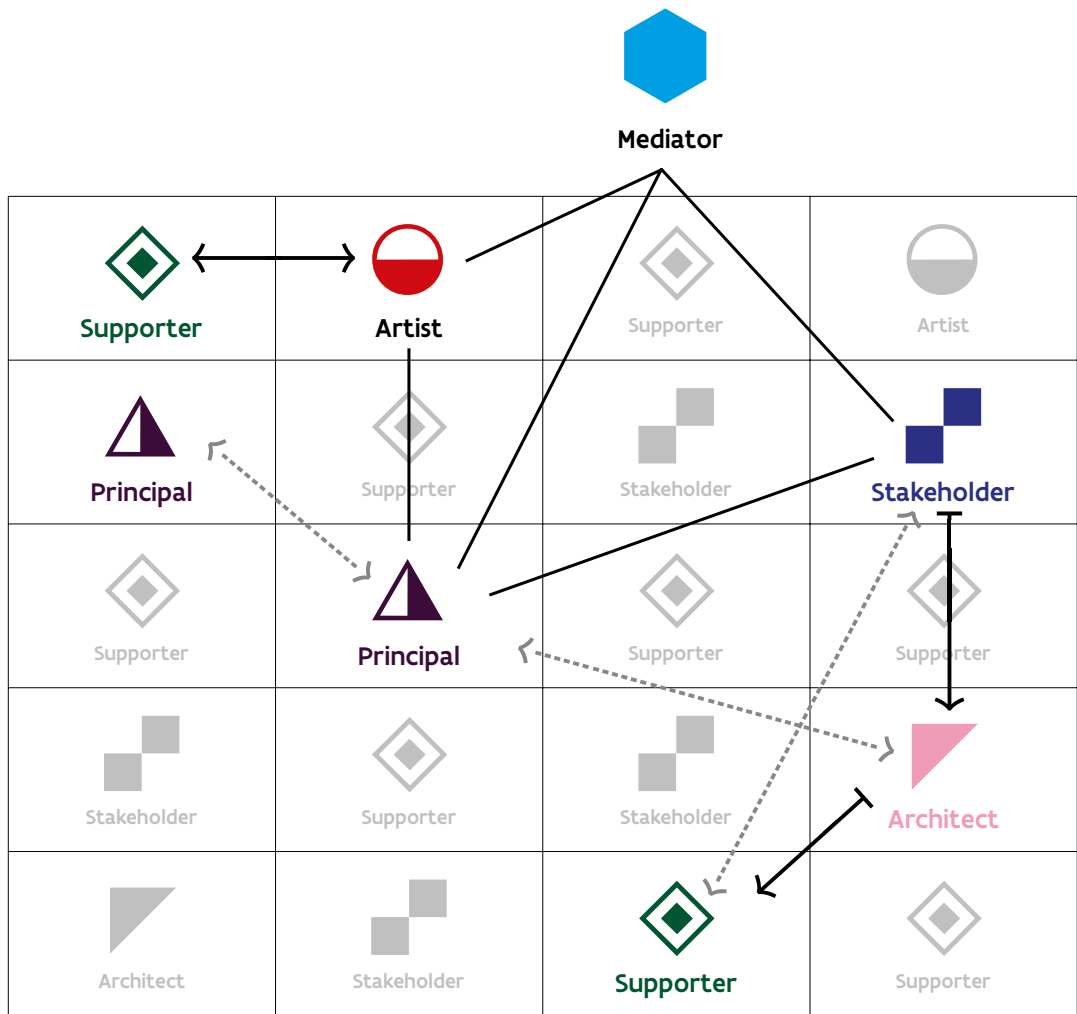 Mediator
Supporter
Artist
Supporter
Artist
Principal
Supporter
Stakeholder
Stakeholder
Supporter
Principal
Supporter
Supporter
Stakeholder
Supporter
Stakeholder
Architect
Architect
Stakeholder
Supporter
Supporter